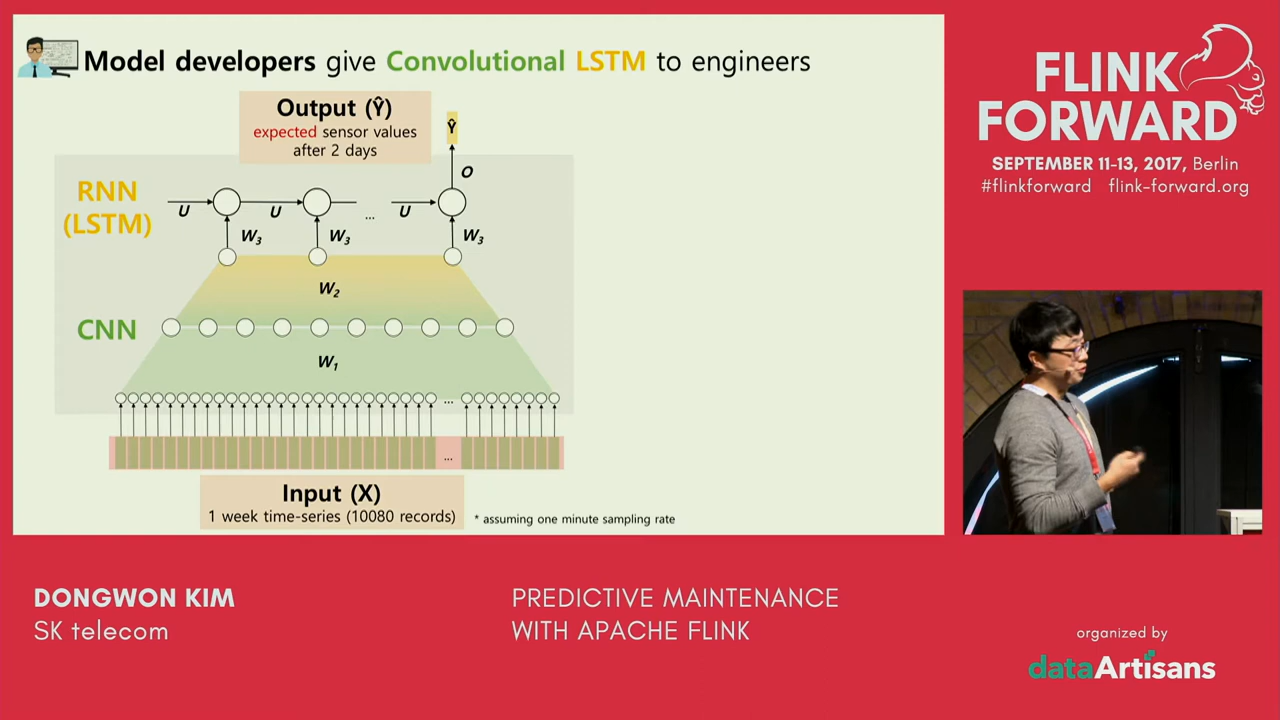 Model developers give Convolutional LSTM to engineers
Output (Ŷ)
expected sensor values
after 2 days
Ŷ
O
RNN
(LSTM)
U
U
...
U
W3
W3
W3
W2
CNN
W1
...
...
Input (X)
1 week time-series (10080 records)
* assuming one minute sampling rate
FLINK
FORWARD
SEPTEMBER 11-13, 2017, Berlin
#flinkforward flink-forward.org
DONGWON KIM
SK telecom
PREDICTIVE MAINTENANCE
WITH APACHE FLINK
organized by
dataArtisans